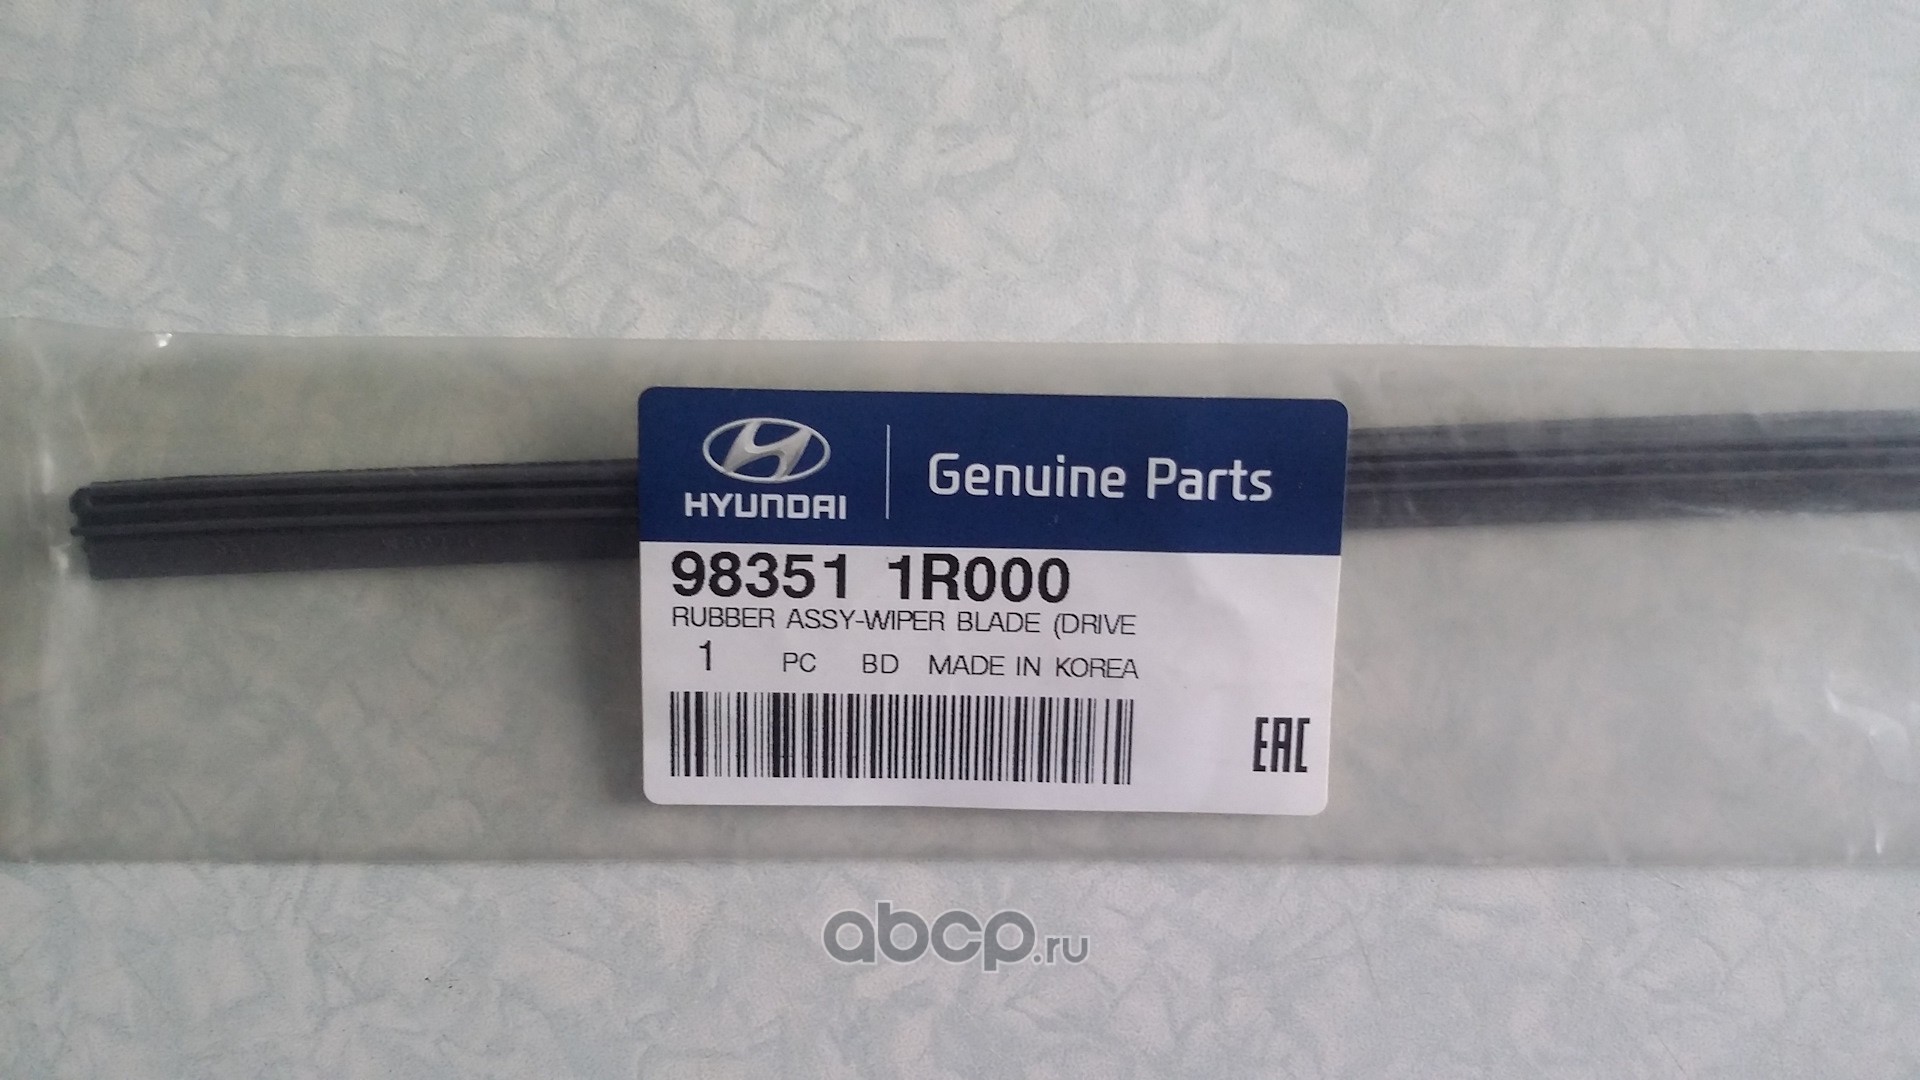 HYUNDAI
Genuine Parts
98351 1R000
RUBBER ASSY-WIPER BLADE (DRIVE
1 PC BD MADE IN KOREA
EAC
abcp.ru